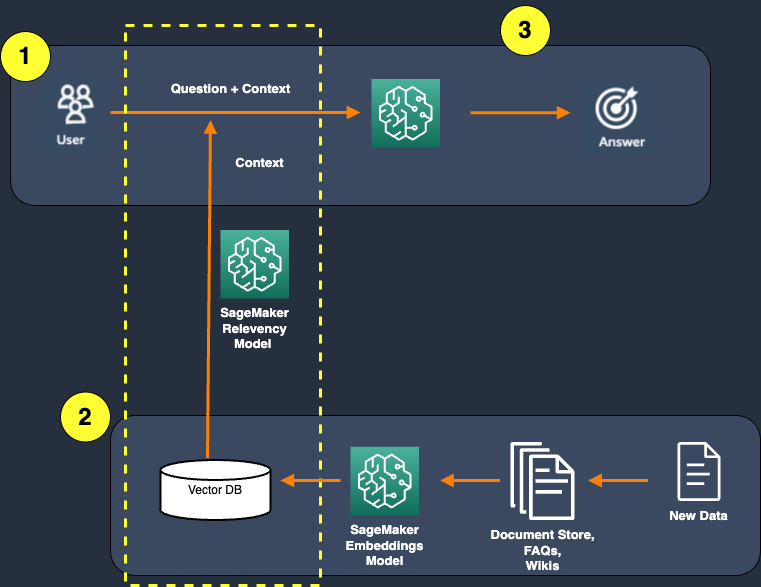 1
3
Question + Context
User
Answer
Context
SageMaker
Relevency
Model
2
Vector DB
SageMaker
Embeddings
Model
Document Store,
FAQs,
Wikis
New Data